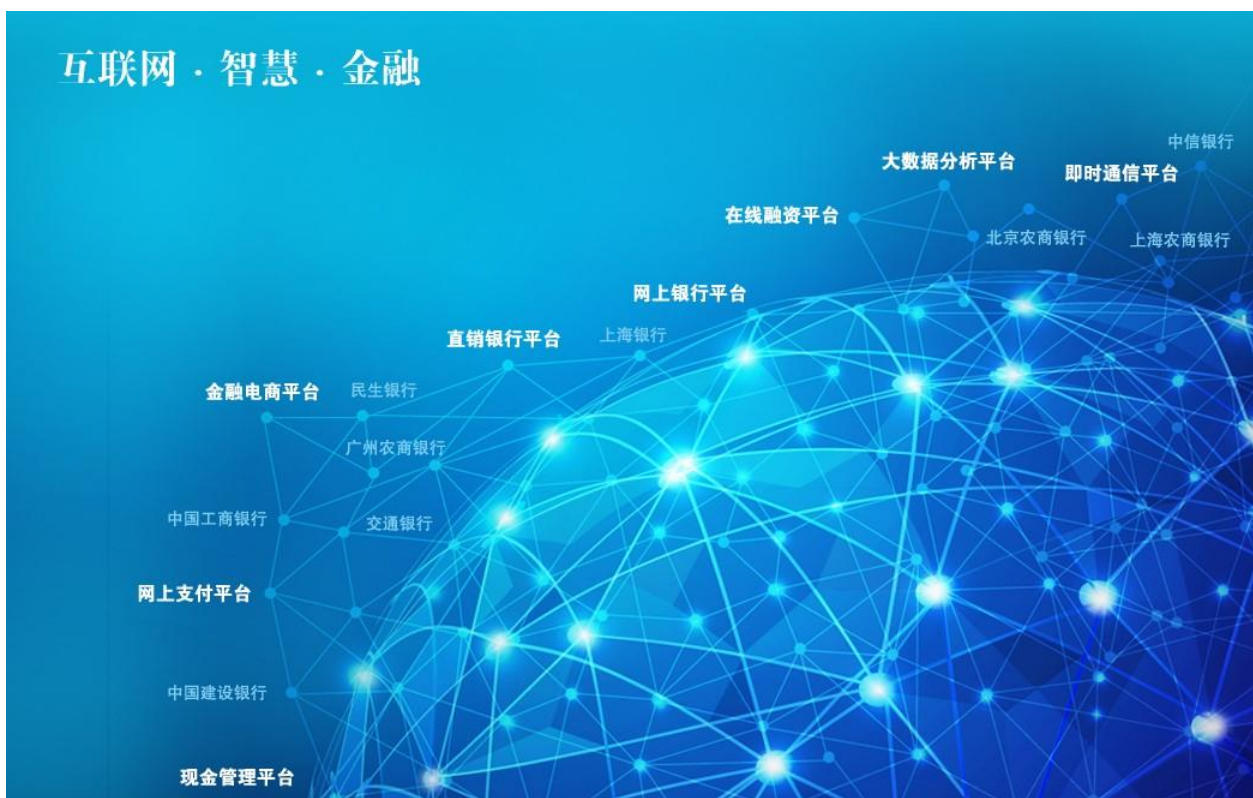 互联网 · 智慧 · 金融
中信银行
大数据分析平台
即时通信平台
在线融资平台
北京农商银行
上海农商银行
网上银行平台
直销银行平台
上海银行
金融电商平台
民生银行
广州农商银行
中国工商银行
交通银行
网上支付平台
中国建设银行
现金管理平台